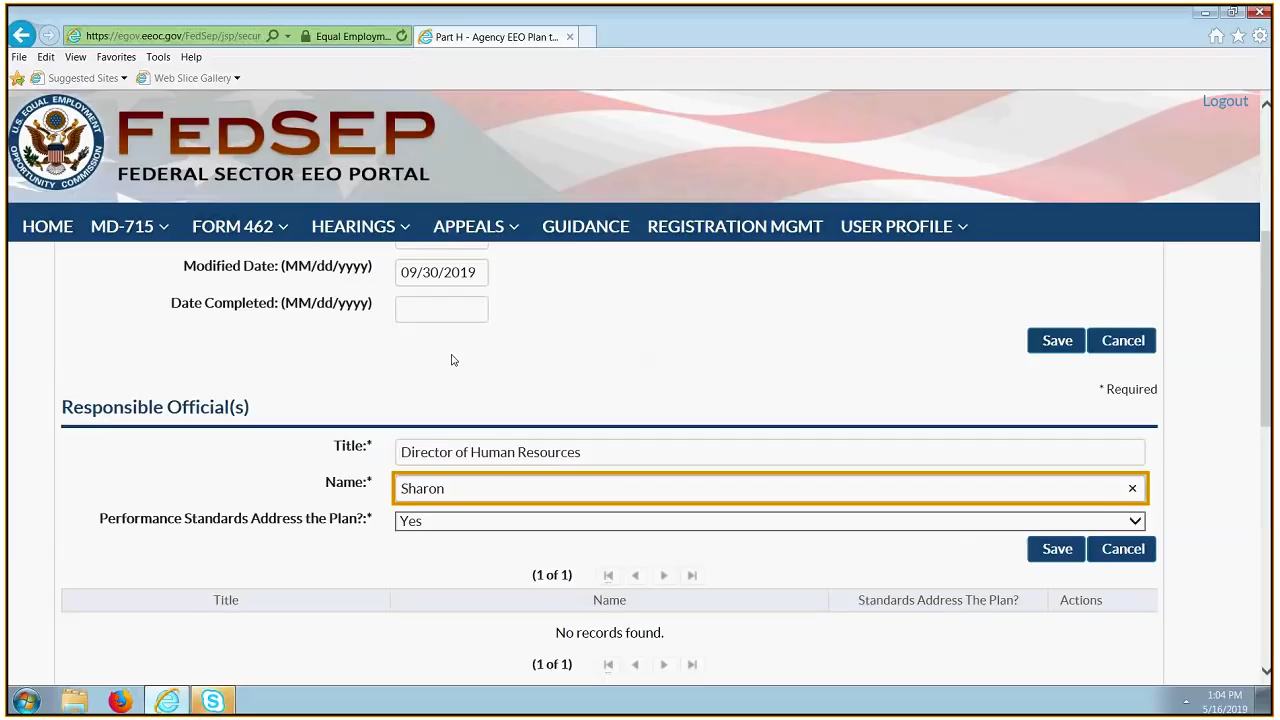 https://egov.eeoc.gov/FedSep/jsp/secur
Equal Employm...
Part H - Agency EEO Plan t...
File Edit View Favorites Tools Help
Suggested Sites
Web Slice Gallery
U.S. EQUAL EMPLOYMENT OPPORTUNITY COMMISSION
FEDSEP
FEDERAL SECTOR EEO PORTAL
Logout
HOME MD-715 FORM 462 HEARINGS APPEALS GUIDANCE REGISTRATION MGMT USER PROFILE
Modified Date: (MM/dd/yyyy) 09/30/2019
Date Completed: (MM/dd/yyyy)
Save Cancel
* Required
Responsible Official(s)
Title:* Director of Human Resources
Name:* Sharon
Performance Standards Address the Plan?:* Yes
Save Cancel
(1 of 1)
Title Name Standards Address The Plan? Actions
No records found.
(1 of 1)
1:04 PM
5/16/2019